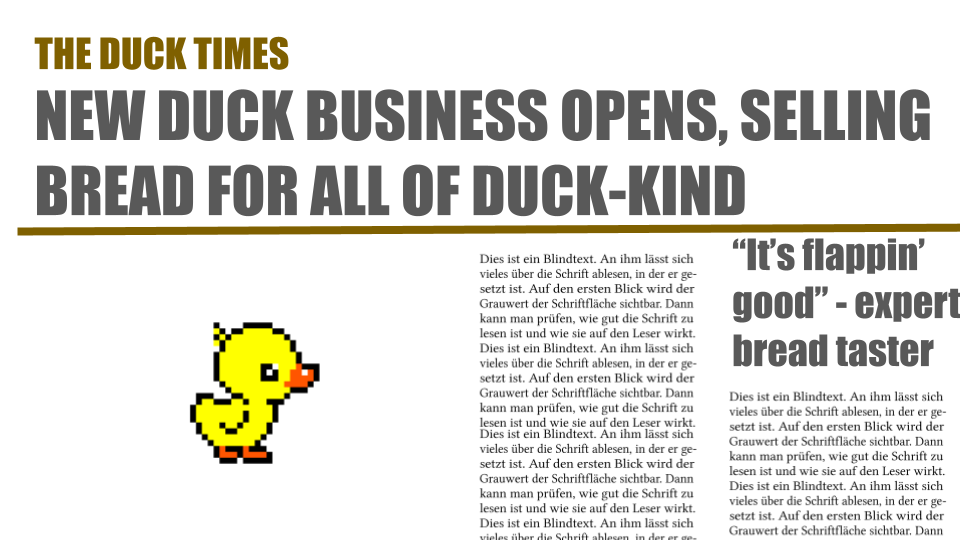 THE DUCK TIMES
NEW DUCK BUSINESS OPENS, SELLING
BREAD FOR ALL OF DUCK-KIND
Dies ist ein Blindtext. An ihm lässt sich
vieles über die Schrift ablesen, in der er ge-
setzt ist. Auf den ersten Blick wird der
Grauwert der Schriftfläche sichtbar. Dann
kann man prüfen, wie gut die Schrift zu
lesen ist und wie sie auf den Leser wirkt.
Dies ist ein Blindtext. An ihm lässt sich
vieles über die Schrift ablesen, in der er ge-
setzt ist. Auf den ersten Blick wird der
Grauwert der Schriftfläche sichtbar. Dann
kann man prüfen, wie gut die Schrift zu
lesen ist und wie sie auf den Leser wirkt.
Dies ist ein Blindtext. An ihm lässt sich
vieles über die Schrift ablesen, in der er ge-
setzt ist. Auf den ersten Blick wird der
Grauwert der Schriftfläche sichtbar. Dann
kann man prüfen, wie gut die Schrift zu
lesen ist und wie sie auf den Leser wirkt.
Dies ist ein Blindtext. An ihm lässt sich
vieles über die Schrift ablesen, in der er ge-
“It’s flappin’
good” - expert
bread taster
Dies ist ein Blindtext. An ihm lässt sich
vieles über die Schrift ablesen, in der er ge-
setzt ist. Auf den ersten Blick wird der
Grauwert der Schriftfläche sichtbar. Dann
kann man prüfen, wie gut die Schrift zu
lesen ist und wie sie auf den Leser wirkt.
Dies ist ein Blindtext. An ihm lässt sich
vieles über die Schrift ablesen, in der er ge-
setzt ist. Auf den ersten Blick wird der
Grauwert der Schriftfläche sichtbar. Dann